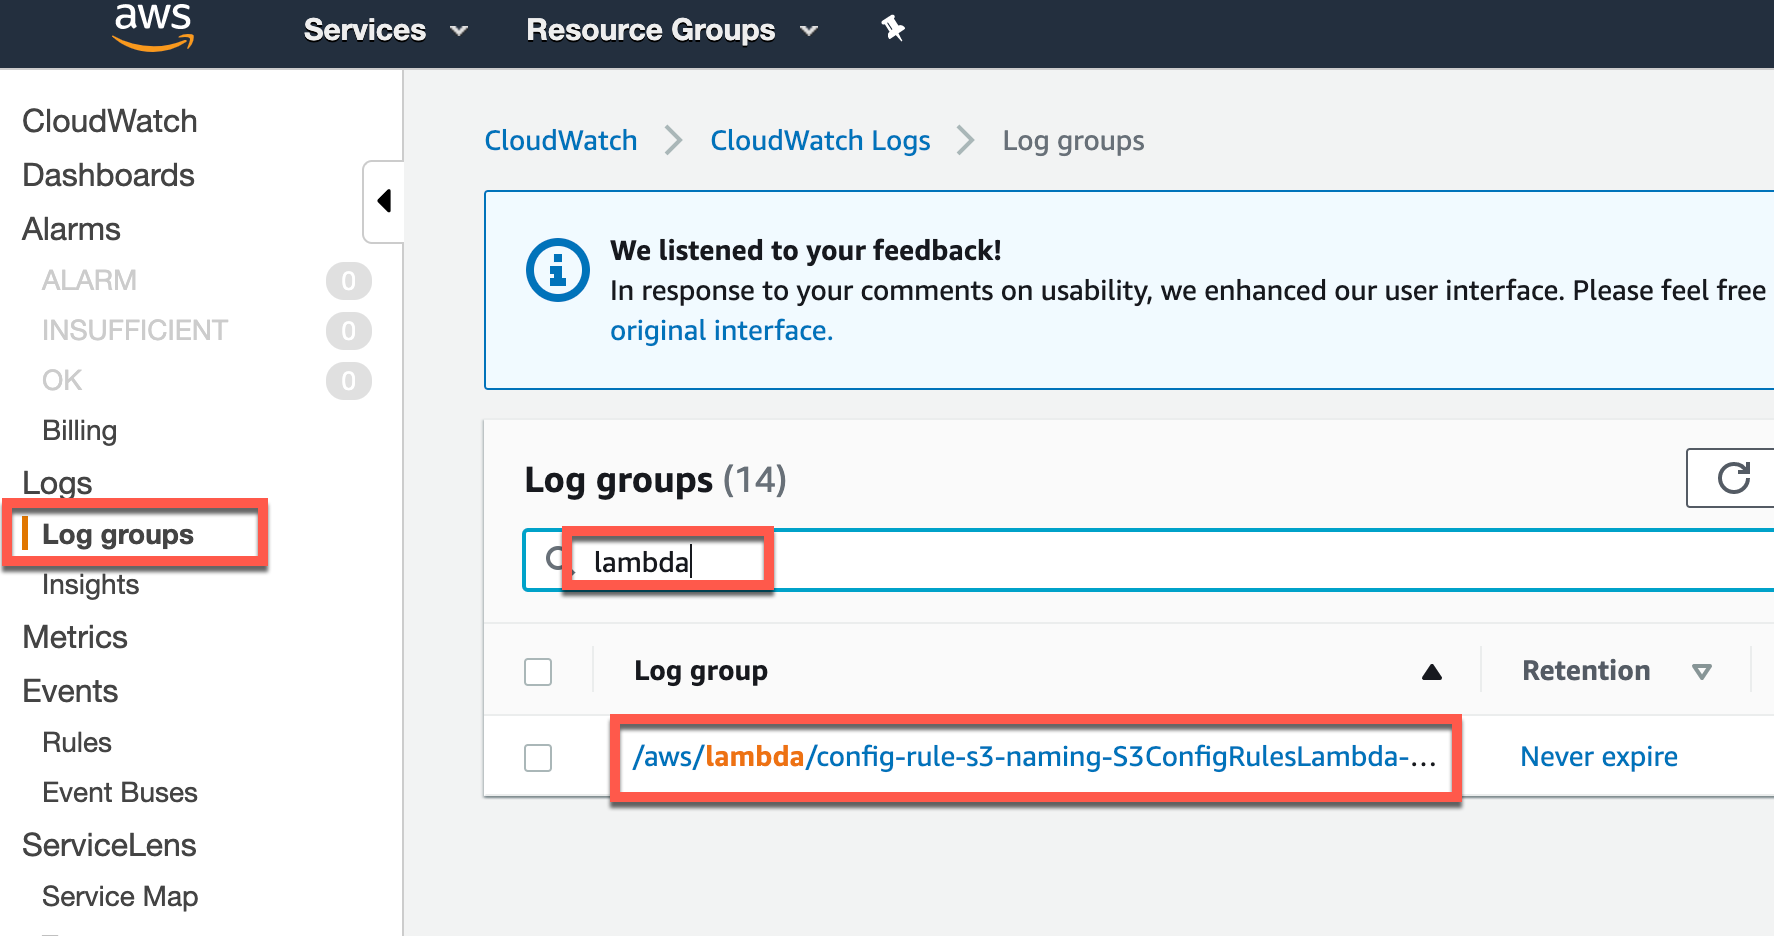 aws
Services
Resource Groups
CloudWatch
Dashboards
Alarms
ALARM 0
INSUFFICIENT 0
OK 0
Billing
Logs
Log groups
Insights
Metrics
Events
Rules
Event Buses
ServiceLens
Service Map
CloudWatch
CloudWatch Logs
Log groups
We listened to your feedback!
In response to your comments on usability, we enhanced our user interface. Please feel free
original interface.
Log groups (14)
lambda
Log group
Retention
/aws/lambda/config-rule-s3-naming-S3ConfigRulesLambda-...
Never expire